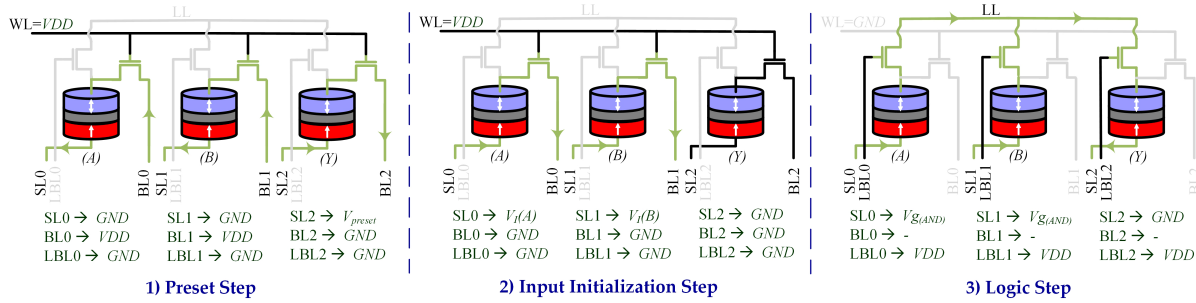 LL
WL=VDD
(A)
(B)
(Y)
SL0
LBL0
BL0
SL1
LBL1
BL1
SL2
LBL2
BL2
SL0 → GND
BL0 → VDD
LBL0 → GND
SL1 → GND
BL1 → VDD
LBL1 → GND
SL2 → Vpreset
BL2 → GND
LBL2 → GND
1) Preset Step
LL
WL=VDD
(A)
(B)
(Y)
SL0
LBL0
BL0
SL1
LBL1
BL1
SL2
LBL2
BL2
SL0 → VI(A)
BL0 → GND
LBL0 → GND
SL1 → VI(B)
BL1 → GND
LBL1 → GND
SL2 → GND
BL2 → GND
LBL2 → GND
2) Input Initialization Step
LL
WL=GND
(A)
(B)
(Y)
SL0
LBL0
BL0
SL1
LBL1
BL1
SL2
LBL2
BL2
SL0 → Vg(AND)
BL0 → -
LBL0 → VDD
SL1 → Vg(AND)
BL1 → -
LBL1 → VDD
SL2 → GND
BL2 → -
LBL2 → VDD
3) Logic Step